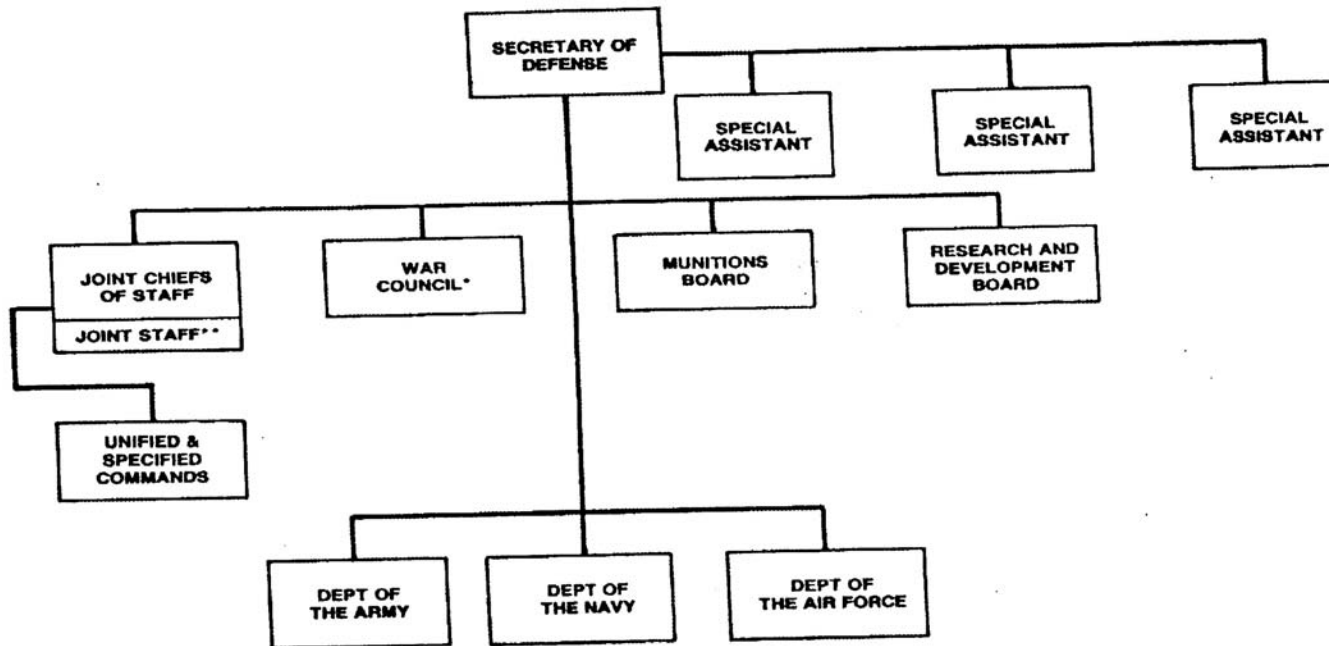 SECRETARY OF
DEFENSE
SPECIAL
ASSISTANT
SPECIAL
ASSISTANT
SPECIAL
ASSISTANT
JOINT CHIEFS
OF STAFF
JOINT STAFF**
WAR
COUNCIL*
MUNITIONS
BOARD
RESEARCH AND
DEVELOPMENT
BOARD
UNIFIED &
SPECIFIED
COMMANDS
DEPT OF
THE ARMY
DEPT OF
THE NAVY
DEPT OF
THE AIR FORCE